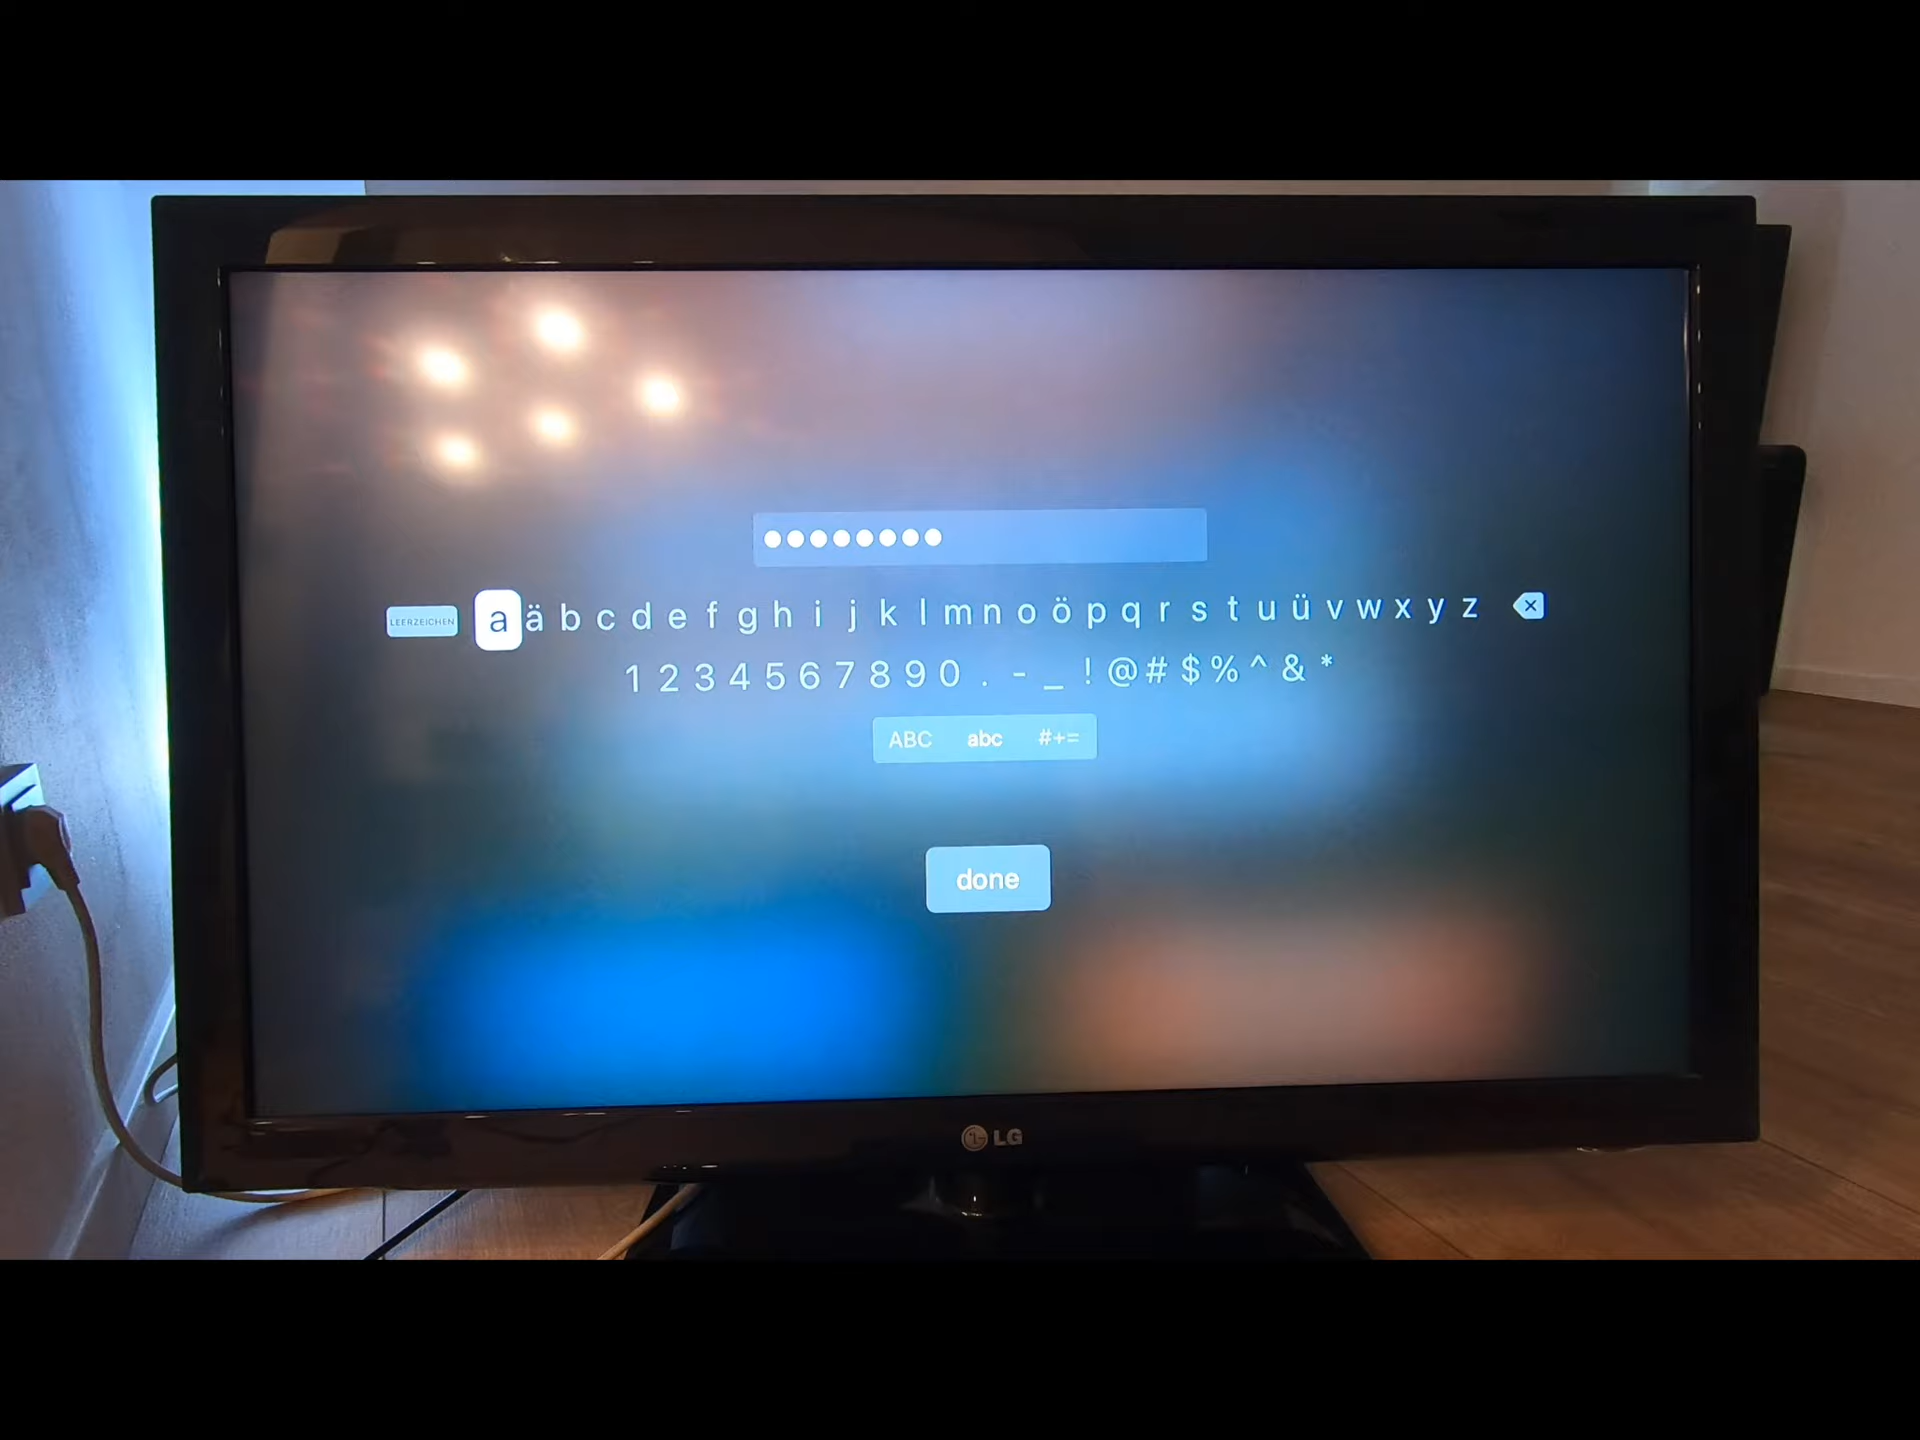 ●●●●●●●●
LEERZEICHEN a ä b c d e f g h i j k l m n o ö p q r s t u ü v w x y z
1 2 3 4 5 6 7 8 9 0 . - _ ! @ # $ % ^ & *
ABC abc #+=
done
LG